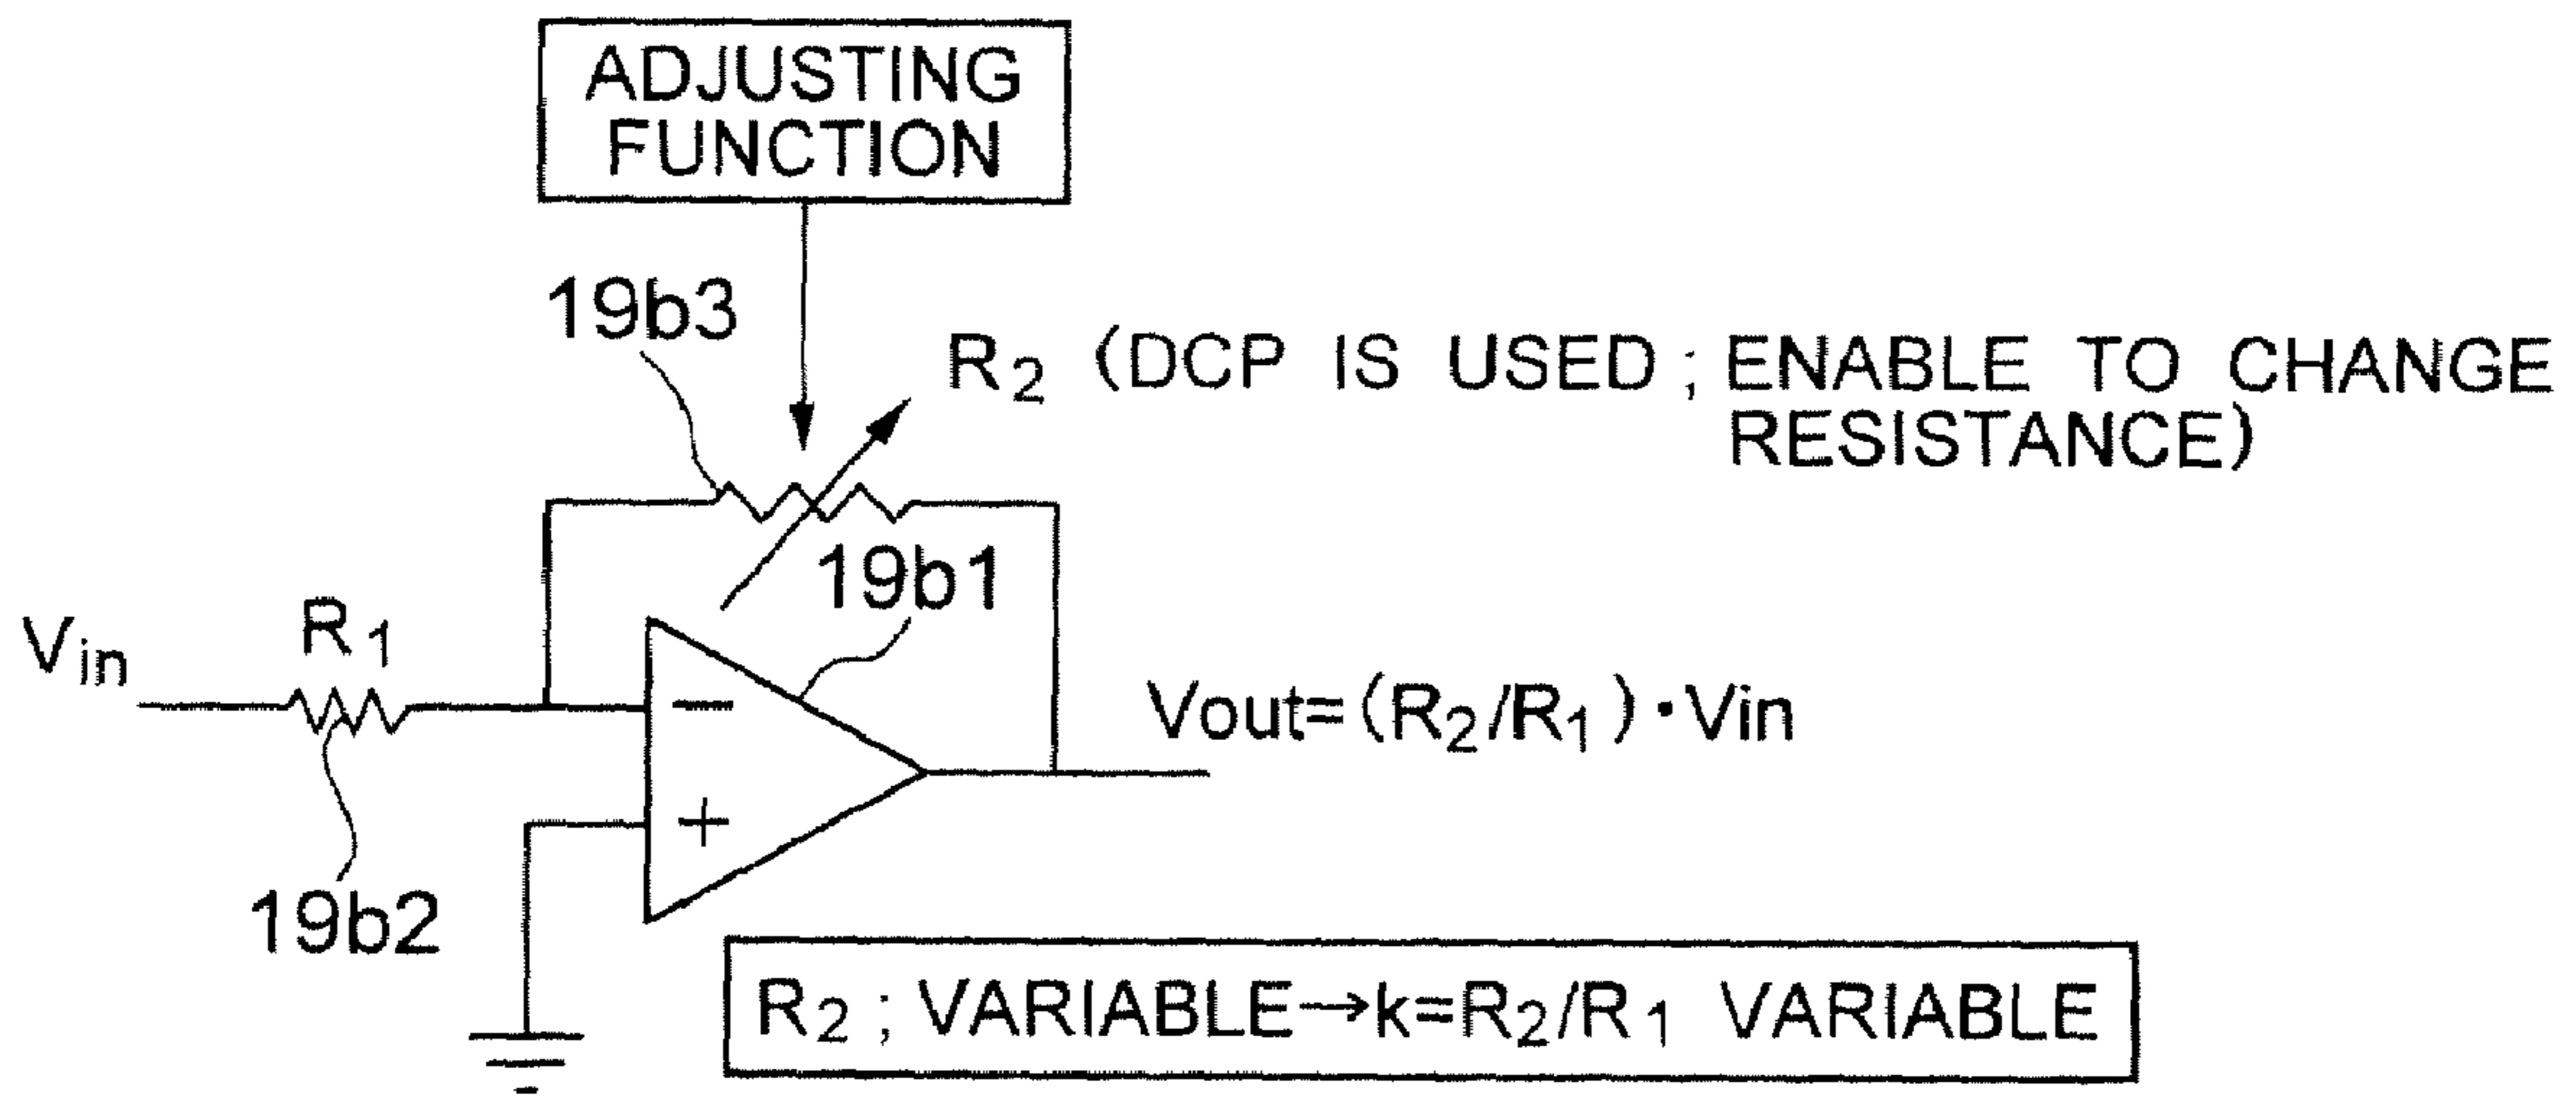 ADJUSTING
FUNCTION
19b3
R2 (DCP IS USED ; ENABLE TO CHANGE
RESISTANCE)
19b1
Vin
R1
−
+
Vout=(R2/R1)·Vin
19b2
R2 ; VARIABLE→k=R2/R1 VARIABLE